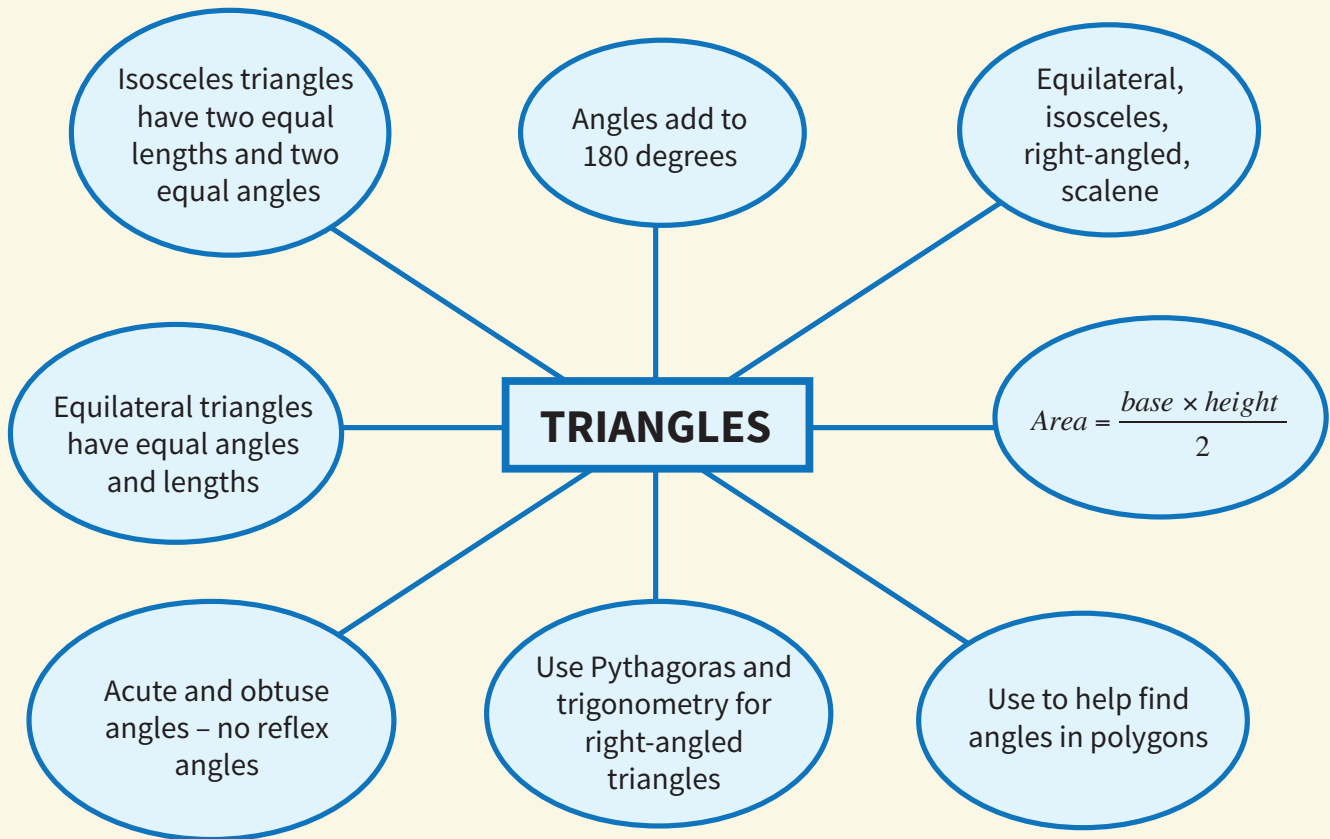 Isosceles triangles
have two equal
lengths and two
equal angles
Angles add to
180 degrees
Equilateral,
isosceles,
right-angled,
scalene
Equilateral triangles
have equal angles
and lengths
TRIANGLES
Area = base × height / 2
Acute and obtuse
angles – no reflex
angles
Use Pythagoras and
trigonometry for
right-angled
triangles
Use to help find
angles in polygons